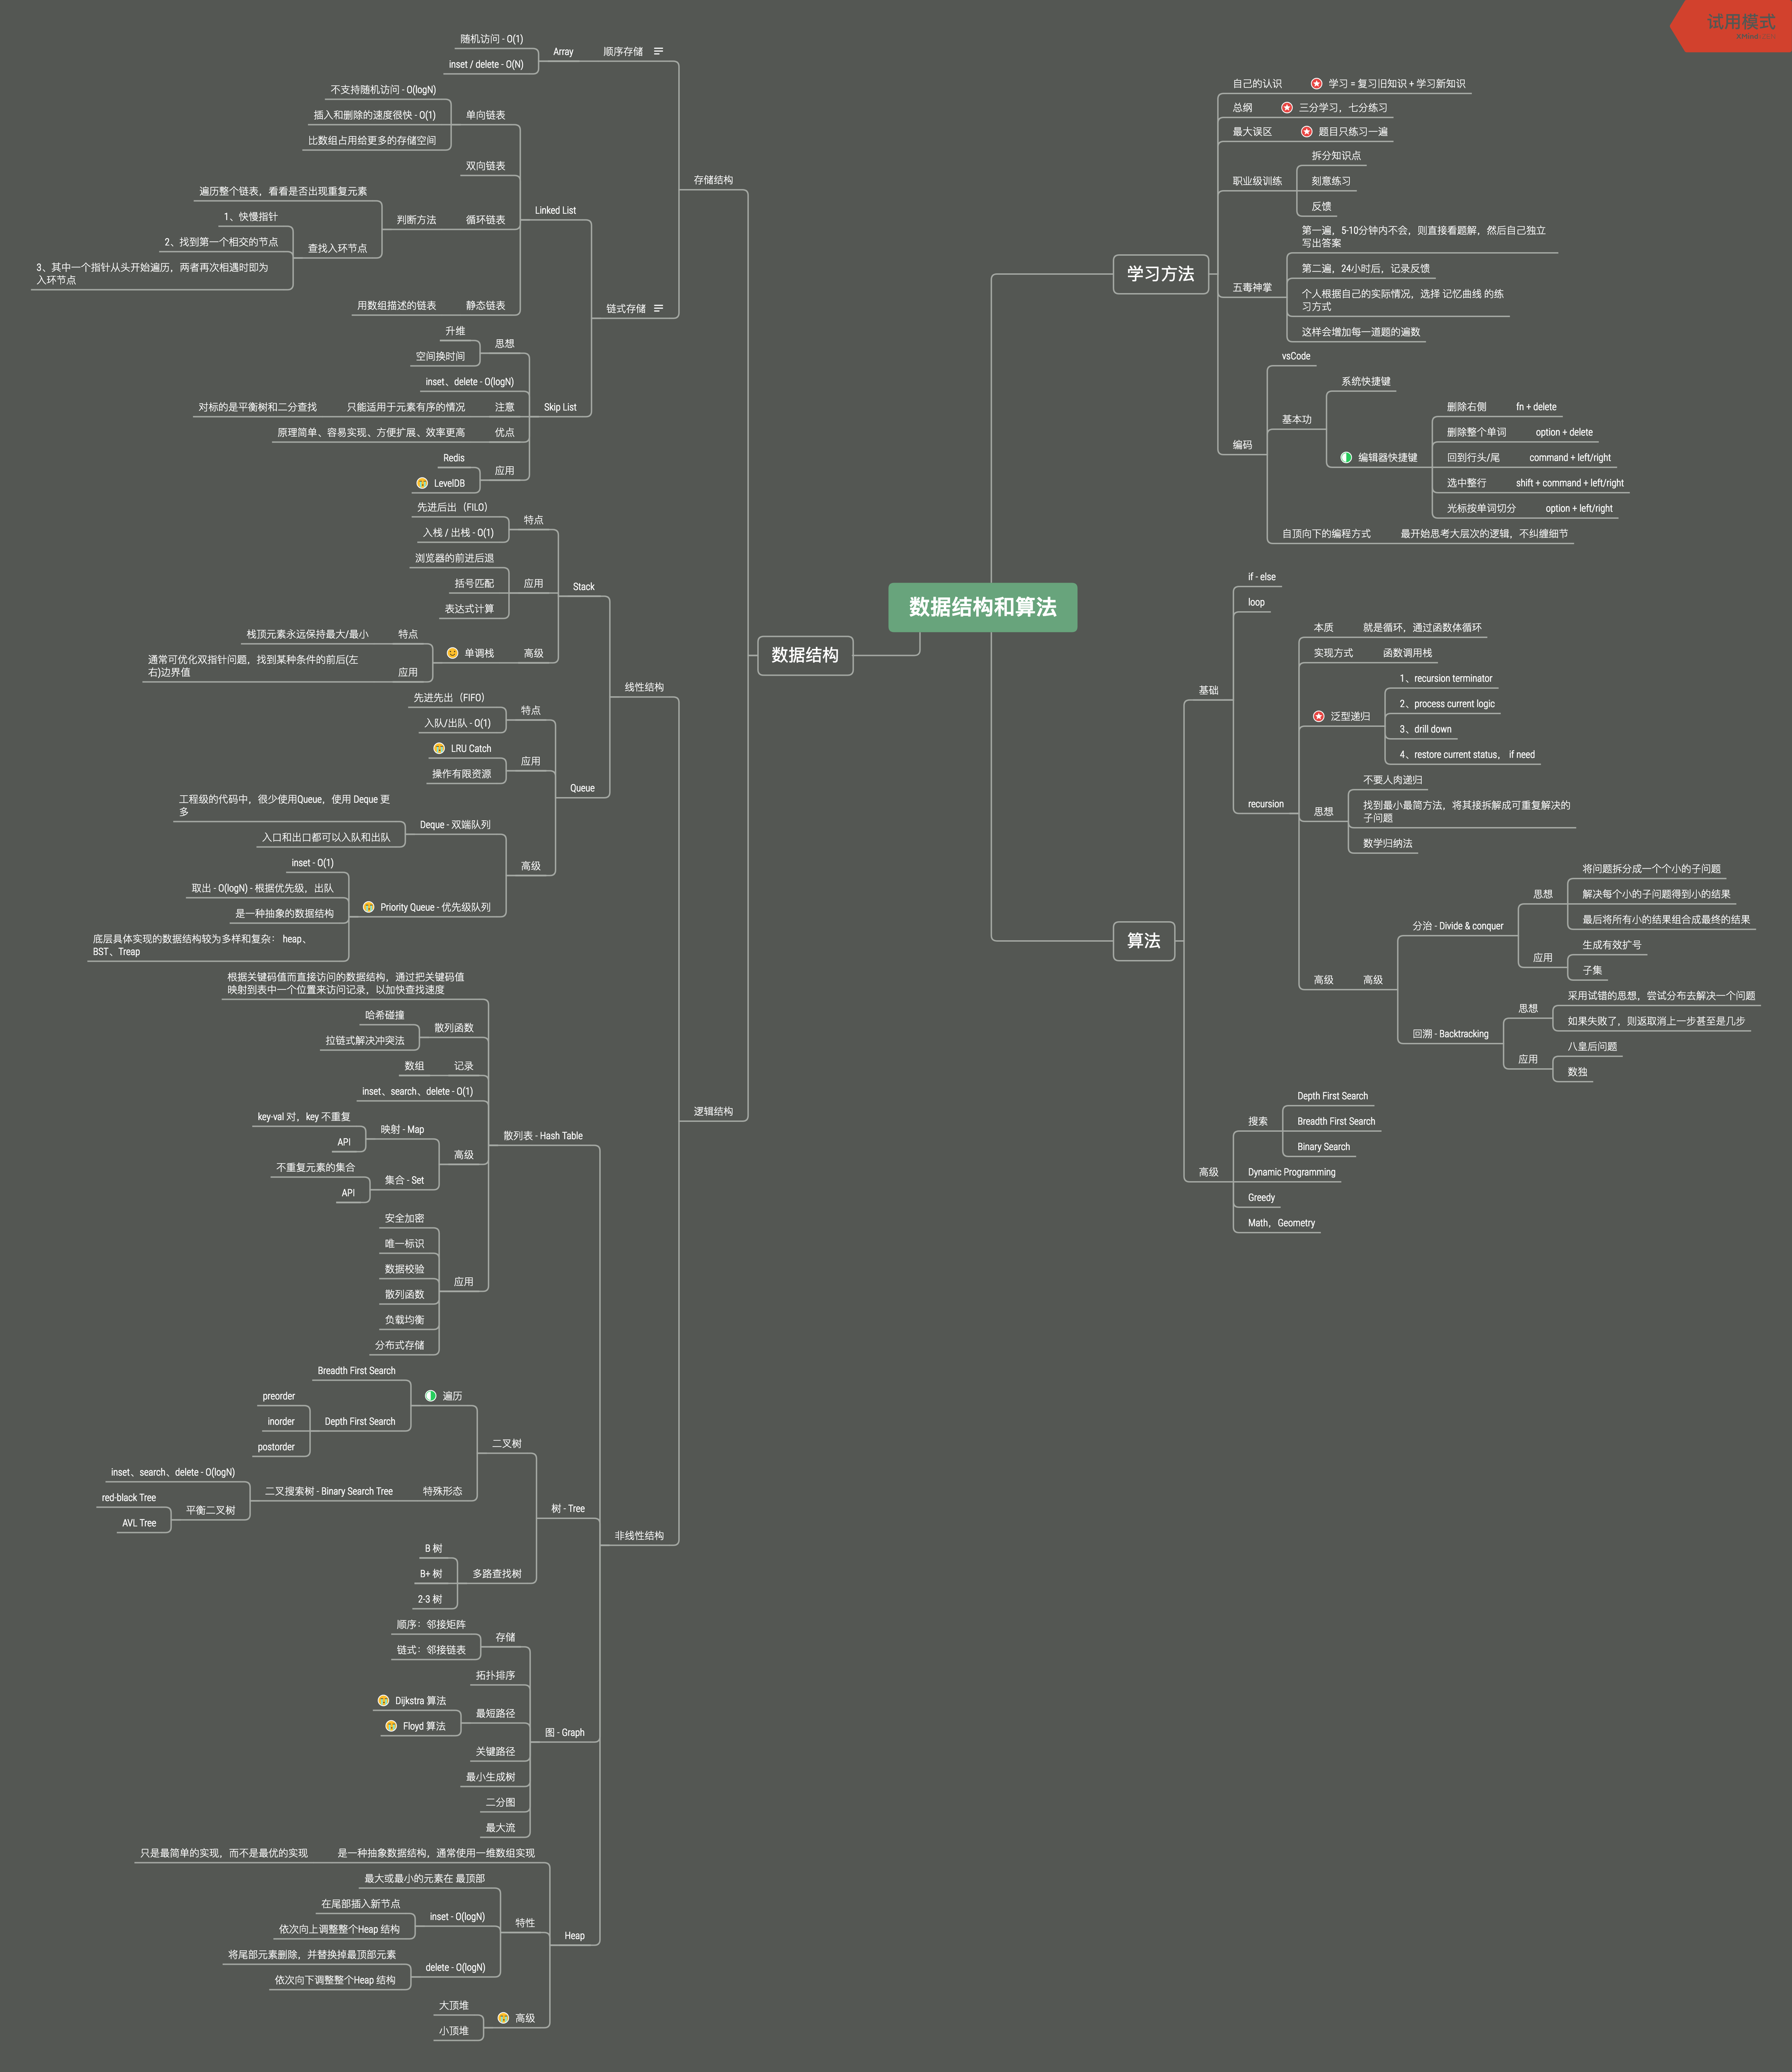 试用模式
XMind
数据结构和算法
学习方法
自己的认识
学习 = 复习旧知识 + 学习新知识
总纲
三分学习，七分练习
最大误区
题目只练习一遍
职业级训练
拆分知识点
刻意练习
反馈
五毒神掌
第一遍，5-10分钟内不会，则直接看题解，然后自己独立
写出答案
第二遍，24小时后，记录反馈
个人根据自己的实际情况，选择 记忆曲线 的练
习方式
这样会增加每一道题的遍数
编码
vsCode
基本功
系统快捷键
编辑器快捷键
删除右侧
fn + delete
删除整个单词
option + delete
回到行头/尾
command + left/right
选中整行
shift + command + left/right
光标按单词切分
option + left/right
自顶向下的编程方式
最开始思考大层次的逻辑，不纠缠细节
算法
基础
if - else
loop
recursion
本质
就是循环，通过函数体循环
实现方式
函数调用栈
泛型递归
1、recursion terminator
2、process current logic
3、drill down
4、restore current status， if need
思想
不要人肉递归
找到最小最简方法，将其接拆解成可重复解决的
子问题
数学归纳法
高级
高级
分治 - Divide & conquer
思想
将问题拆分成一个个小的子问题
解决每个小的子问题得到小的结果
最后将所有小的结果组合成最终的结果
应用
生成有效扩号
子集
回溯 - Backtracking
思想
采用试错的思想，尝试分布去解决一个问题
如果失败了，则返取消上一步甚至是几步
应用
八皇后问题
数独
高级
搜索
Depth First Search
Breadth First Search
Binary Search
Dynamic Programming
Greedy
Math，Geometry
数据结构
存储结构
顺序存储
Array
随机访问 - O(1)
inset / delete - O(N)
链式存储
Linked List
单向链表
不支持随机访问 - O(logN)
插入和删除的速度很快 - O(1)
比数组占用给更多的存储空间
双向链表
循环链表
判断方法
遍历整个链表，看看是否出现重复元素
查找入环节点
1、快慢指针
2、找到第一个相交的节点
3、其中一个指针从头开始遍历，两者再次相遇时即为
入环节点
静态链表
用数组描述的链表
Skip List
思想
升维
空间换时间
inset、delete - O(logN)
注意
只能适用于元素有序的情况
对标的是平衡树和二分查找
优点
原理简单、容易实现、方便扩展、效率更高
应用
Redis
LevelDB
逻辑结构
线性结构
Stack
特点
先进后出（FILO）
入栈 / 出栈 - O(1)
应用
浏览器的前进后退
括号匹配
表达式计算
高级
单调栈
特点
栈顶元素永远保持最大/最小
应用
通常可优化双指针问题，找到某种条件的前后(左
右)边界值
Queue
特点
先进先出（FIFO）
入队/出队 - O(1)
应用
LRU Catch
操作有限资源
高级
Deque - 双端队列
工程级的代码中，很少使用Queue，使用 Deque 更
多
入口和出口都可以入队和出队
Priority Queue - 优先级队列
inset - O(1)
取出 - O(logN) - 根据优先级，出队
是一种抽象的数据结构
底层具体实现的数据结构较为多样和复杂： heap、
BST、Treap
非线性结构
散列表 - Hash Table
根据关键码值而直接访问的数据结构，通过把关键码值
映射到表中一个位置来访问记录，以加快查找速度
散列函数
哈希碰撞
拉链式解决冲突法
记录
数组
inset、search、delete - O(1)
高级
映射 - Map
key-val 对，key 不重复
API
集合 - Set
不重复元素的集合
API
应用
安全加密
唯一标识
数据校验
散列函数
负载均衡
分布式存储
树 - Tree
二叉树
遍历
Breadth First Search
Depth First Search
preorder
inorder
postorder
特殊形态
二叉搜索树 - Binary Search Tree
inset、search、delete - O(logN)
平衡二叉树
red-black Tree
AVL Tree
多路查找树
B 树
B+ 树
2-3 树
图 - Graph
存储
顺序：邻接矩阵
链式：邻接链表
拓扑排序
最短路径
Dijkstra 算法
Floyd 算法
关键路径
最小生成树
二分图
最大流
Heap
是一种抽象数据结构，通常使用一维数组实现
只是最简单的实现，而不是最优的实现
特性
最大或最小的元素在 最顶部
inset - O(logN)
在尾部插入新节点
依次向上调整整个Heap 结构
delete - O(logN)
将尾部元素删除，并替换掉最顶部元素
依次向下调整整个Heap 结构
高级
大顶堆
小顶堆